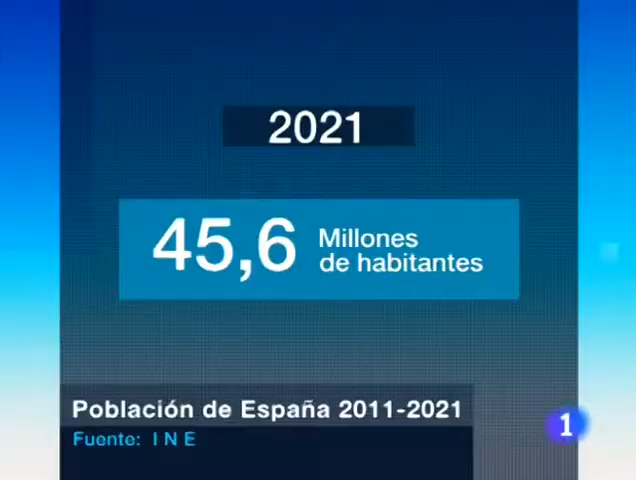 2021
45,6
Millones
de habitantes
Población de España 2011-2021
Fuente: I N E
1